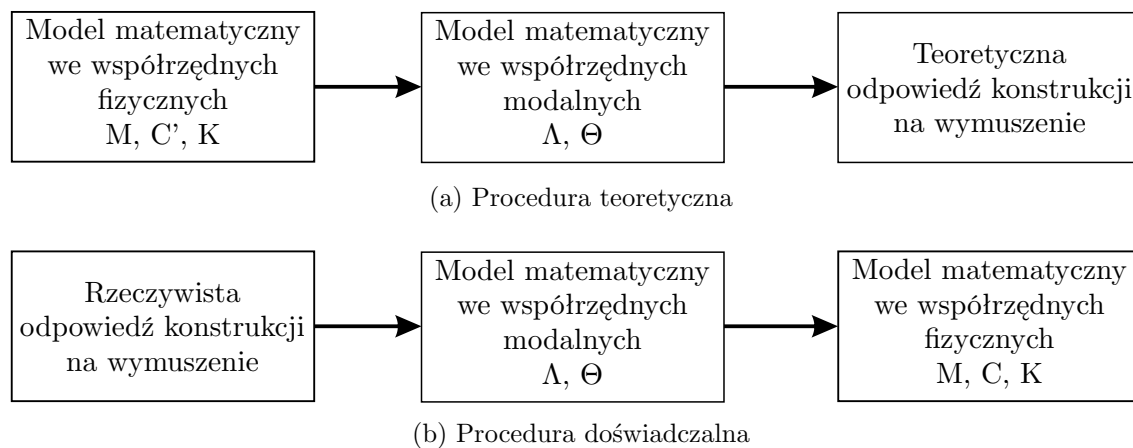 Model matematyczny
we współrzędnych
fizycznych
M, C’, K
Model matematyczny
we współrzędnych
modalnych
Λ, Θ
Teoretyczna
odpowiedź konstrukcji
na wymuszenie
(a) Procedura teoretyczna
Rzeczywista
odpowiedź konstrukcji
na wymuszenie
Model matematyczny
we współrzędnych
modalnych
Λ, Θ
Model matematyczny
we współrzędnych
fizycznych
M, C, K
(b) Procedura doświadczalna